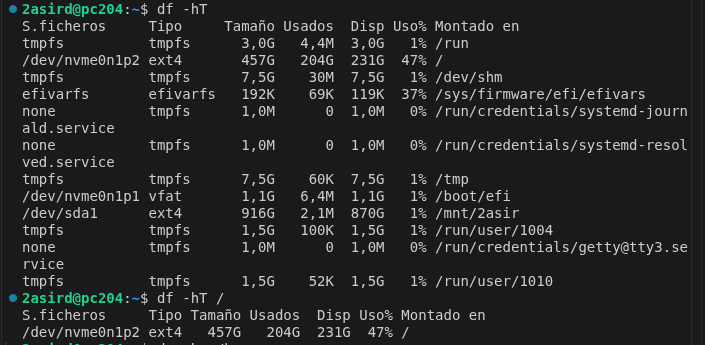 2asird@pc204:~$ df -hT
S.ficheros Tipo Tamaño Usados Disp Uso% Montado en
tmpfs tmpfs 3,0G 4,4M 3,0G 1% /run
/dev/nvme0n1p2 ext4 457G 204G 231G 47% /
tmpfs tmpfs 7,5G 30M 7,5G 1% /dev/shm
efivarfs efivarfs 192K 69K 119K 37% /sys/firmware/efi/efivars
none tmpfs 1,0M 0 1,0M 0% /run/credentials/systemd-journ
ald.service
none tmpfs 1,0M 0 1,0M 0% /run/credentials/systemd-resol
ved.service
tmpfs tmpfs 7,5G 60K 7,5G 1% /tmp
/dev/nvme0n1p1 vfat 1,1G 6,4M 1,1G 1% /boot/efi
/dev/sda1 ext4 916G 2,1M 870G 1% /mnt/2asir
tmpfs tmpfs 1,5G 100K 1,5G 1% /run/user/1004
none tmpfs 1,0M 0 1,0M 0% /run/credentials/getty@tty3.se
rvice
tmpfs tmpfs 1,5G 52K 1,5G 1% /run/user/1010
2asird@pc204:~$ df -hT /
S.ficheros Tipo Tamaño Usados Disp Uso% Montado en
/dev/nvme0n1p2 ext4 457G 204G 231G 47% /